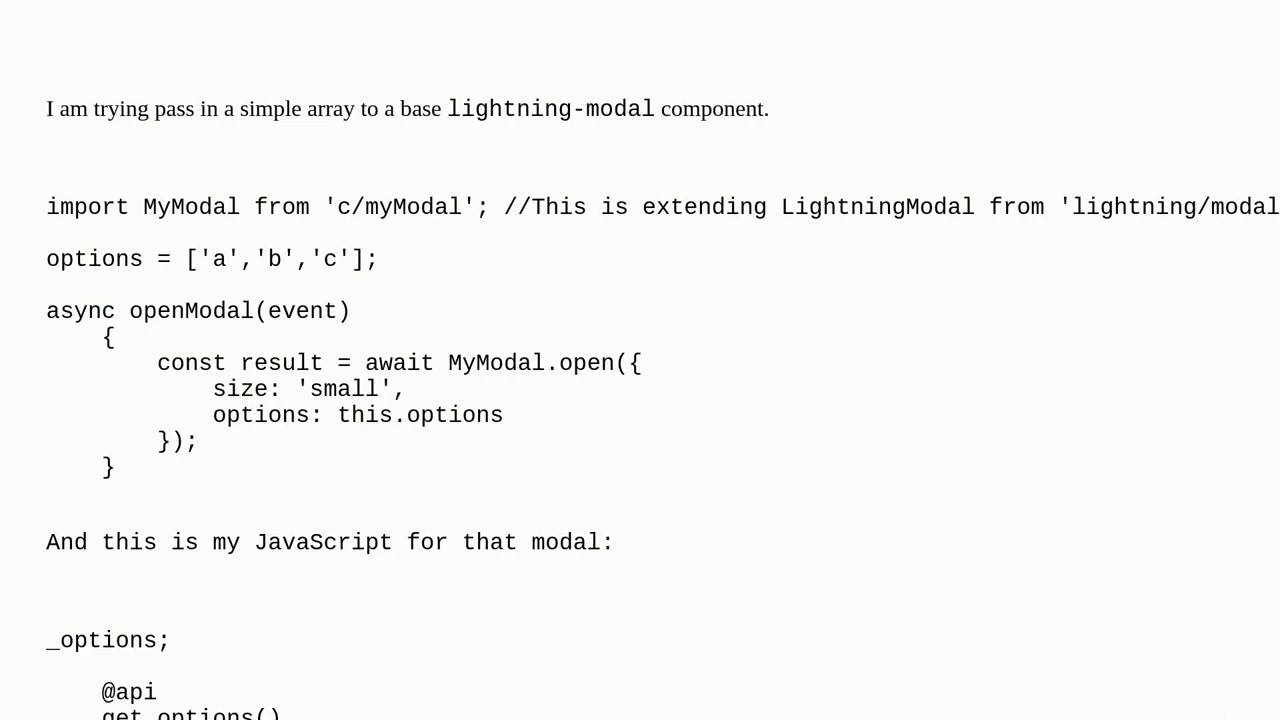 I am trying pass in a simple array to a base lightning-modal component.
import MyModal from 'c/myModal'; //This is extending LightningModal from 'lightning/modal
options = ['a','b','c'];
async openModal(event)
{
const result = await MyModal.open({
size: 'small',
options: this.options
});
}
And this is my JavaScript for that modal:
_options;
@api
get options()